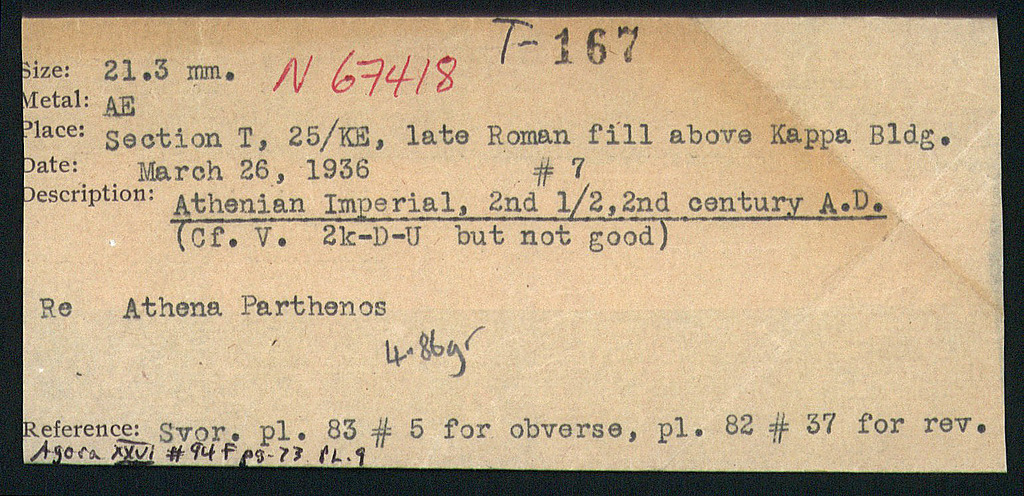 T-167
Size: 21.3 mm.
N 67418
Metal: AE
Place: Section T, 25/KE, late Roman fill above Kappa Bldg.
Date: March 26, 1936 # 7
Description: Athenian Imperial, 2nd 1/2,2nd century A.D.
(Cf. V. 2k-D-U but not good)
Re Athena Parthenos
4.86gr
Reference: Svor. pl. 83 # 5 for obverse, pl. 82 # 37 for rev.
Agora XXVI # 94 f pg-73 PL.9